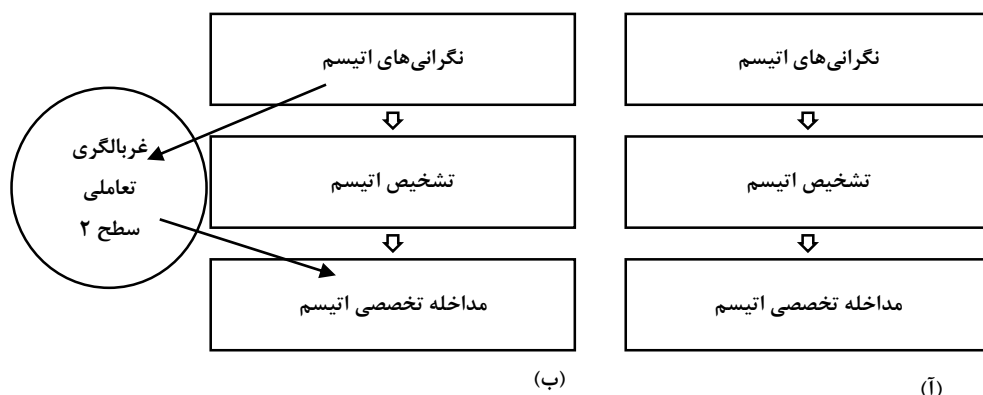 نگرانی‌های اتیسم
تشخیص اتیسم
مداخله تخصصی اتیسم
(آ)
نگرانی‌های اتیسم
تشخیص اتیسم
مداخله تخصصی اتیسم
(ب)
غربالگری
تعاملی
سطح ۲